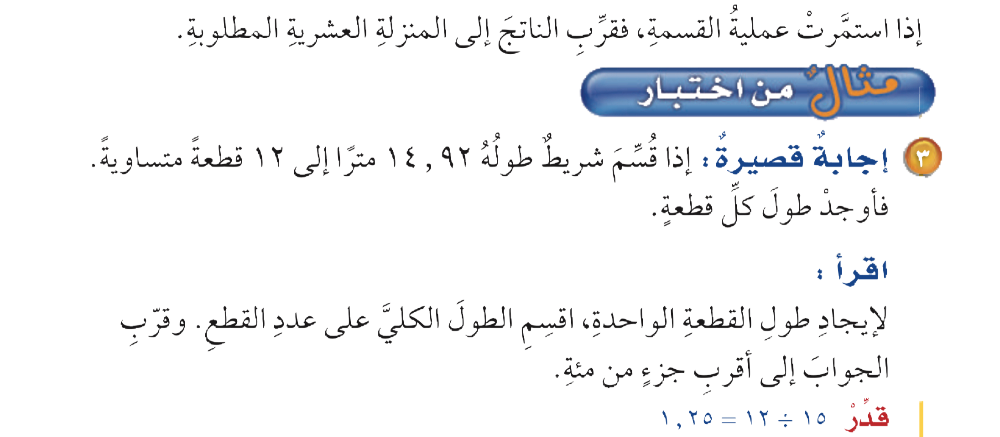 إذا استمَّرتْ عمليةُ القسمةِ، فقرِّبِ الناتجَ إلى المنزلةِ العشريةِ المطلوبةِ.
مثالٌ من اختبار
٣ إجابةٌ قصيرةٌ: إذا قُسِّمَ شريطٌ طولُهُ ١٤,٩٢ مترًا إلى ١٢ قطعةً متساويةً.
فأوجدْ طولَ كلِّ قطعةٍ.
اقرأ :
لإيجادِ طولِ القطعةِ الواحدةِ، اقسِمِ الطولَ الكليَّ على عددِ القطعِ. وقرّبِ
الجوابَ إلى أقربِ جزءٍ من مئةِ.
قدِّرْ ١٥ ÷ ١٢ = ١,٢٥